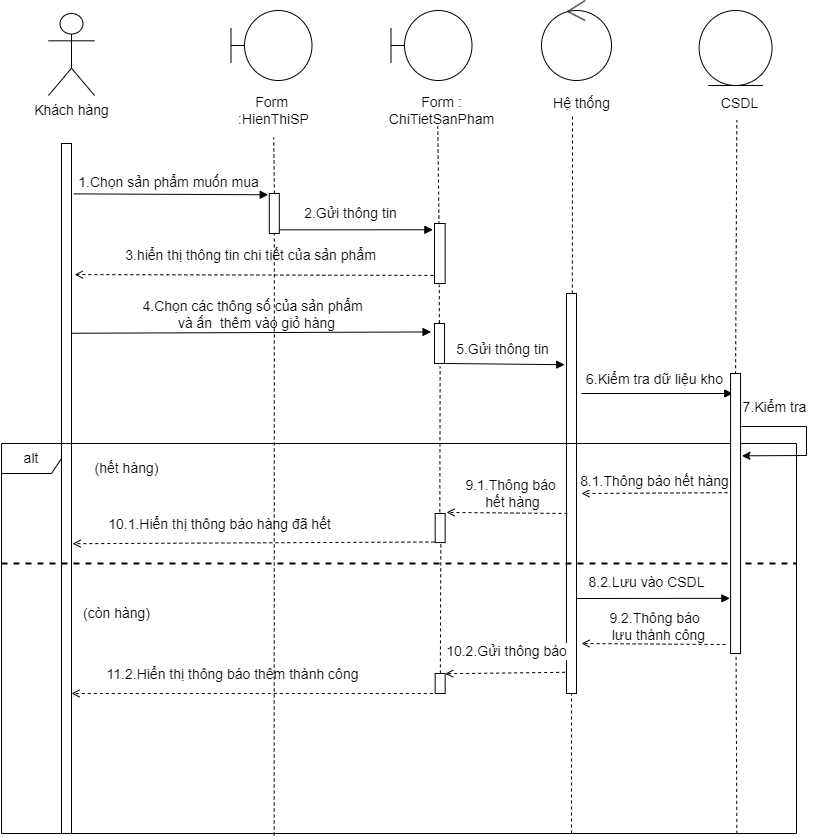 Khách hàng
Form
:HienThiSP
Form :
ChiTietSanPham
Hệ thống
CSDL
1.Chọn sản phẩm muốn mua
2.Gửi thông tin
3.hiển thị thông tin chi tiết của sản phẩm
4.Chọn các thông số của sản phẩm
và ấn thêm vào giỏ hàng
5.Gửi thông tin
6.Kiểm tra dữ liệu kho
7.Kiểm tra
alt
(hết hàng)
8.1.Thông báo hết hàng
9.1.Thông báo
hết hàng
10.1.Hiển thị thông báo hàng đã hết
8.2.Lưu vào CSDL
(còn hàng)
9.2.Thông báo
lưu thành công
10.2.Gửi thông báo
11.2.Hiển thị thông báo thêm thành công